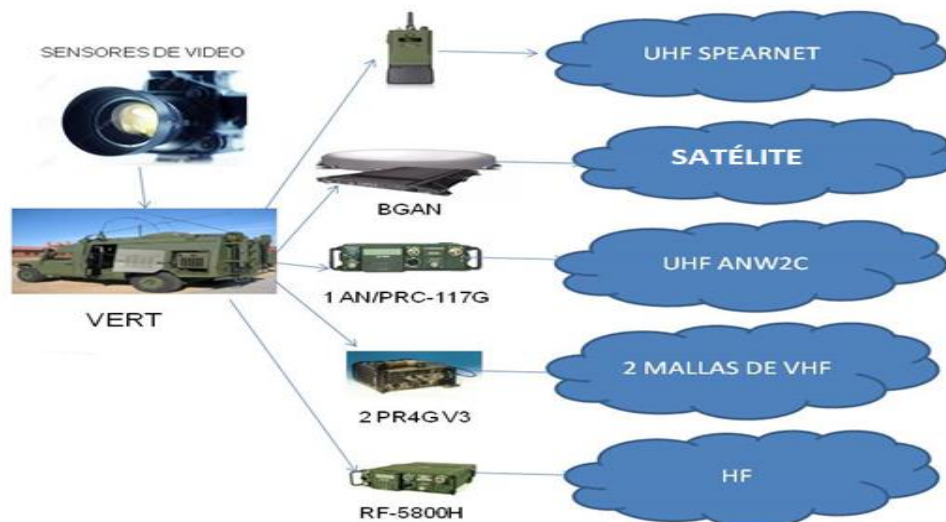 SENSORES DE VIDEO
UHF SPEARNET
SATÉLITE
BGAN
UHF ANW2C
1 AN/PRC-117G
VERT
2 MALLAS DE VHF
2 PR4G V3
HF
RF-5800H